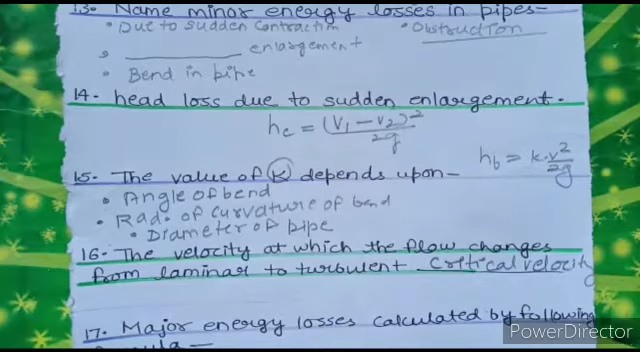 13. Name minor energy losses in pipes-
• Due to sudden contraction • Obstruction
• __________ enlargement
• Bend in pipe
14. head loss due to sudden enlargement.
hc = (V1 - V2)²/2g
15. The value of K depends upon- hb = k.v²/2g
• Angle of bend
• Rad. of curvature of bend
• Diameter of pipe
16. The velocity at which the flow changes
from laminar to turbulent Critical velocity
17. Major energy losses calculated by following
PowerDirector